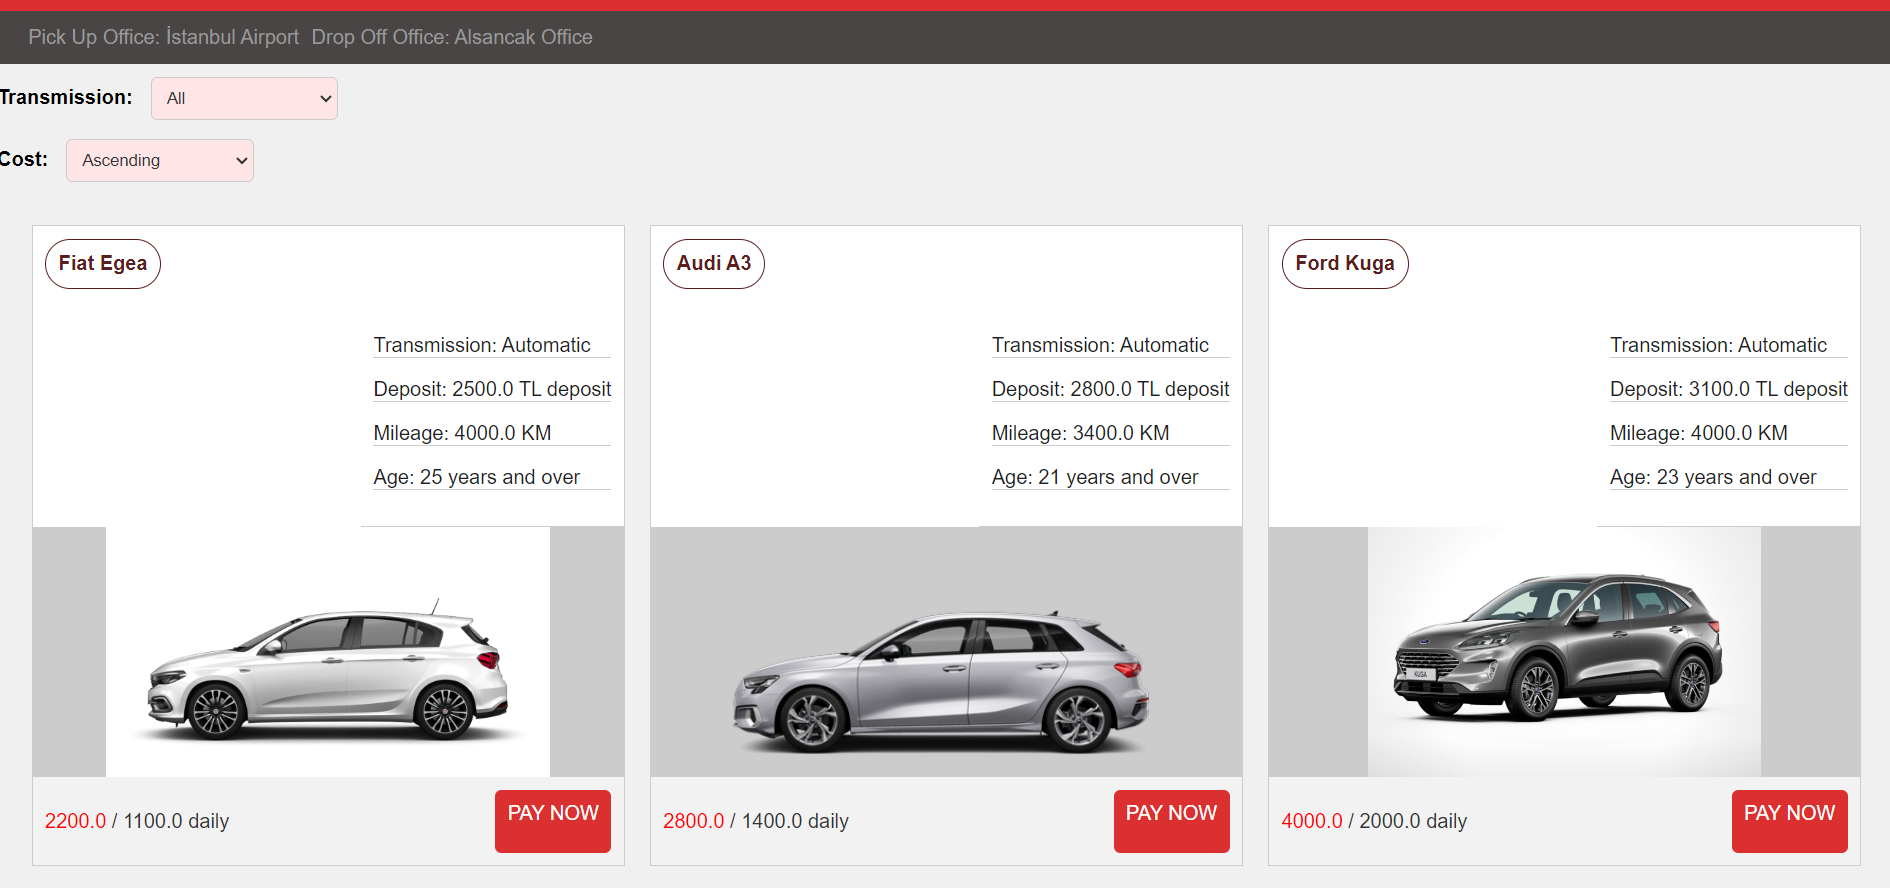 Pick Up Office: İstanbul Airport Drop Off Office: Alsancak Office
Transmission: All
Cost: Ascending
Fiat Egea
Transmission: Automatic
Deposit: 2500.0 TL deposit
Mileage: 4000.0 KM
Age: 25 years and over
2200.0 / 1100.0 daily
PAY NOW
Audi A3
Transmission: Automatic
Deposit: 2800.0 TL deposit
Mileage: 3400.0 KM
Age: 21 years and over
2800.0 / 1400.0 daily
PAY NOW
Ford Kuga
Transmission: Automatic
Deposit: 3100.0 TL deposit
Mileage: 4000.0 KM
Age: 23 years and over
KUGA
4000.0 / 2000.0 daily
PAY NOW